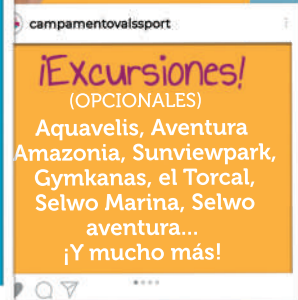 campamentovalssport
¡Excursiones!
(OPCIONALES)
Aquavelis, Aventura
Amazonia, Sunviewpark,
Gymkanas, el Torcal,
Selwo Marina, Selwo
aventura...
¡Y mucho más!